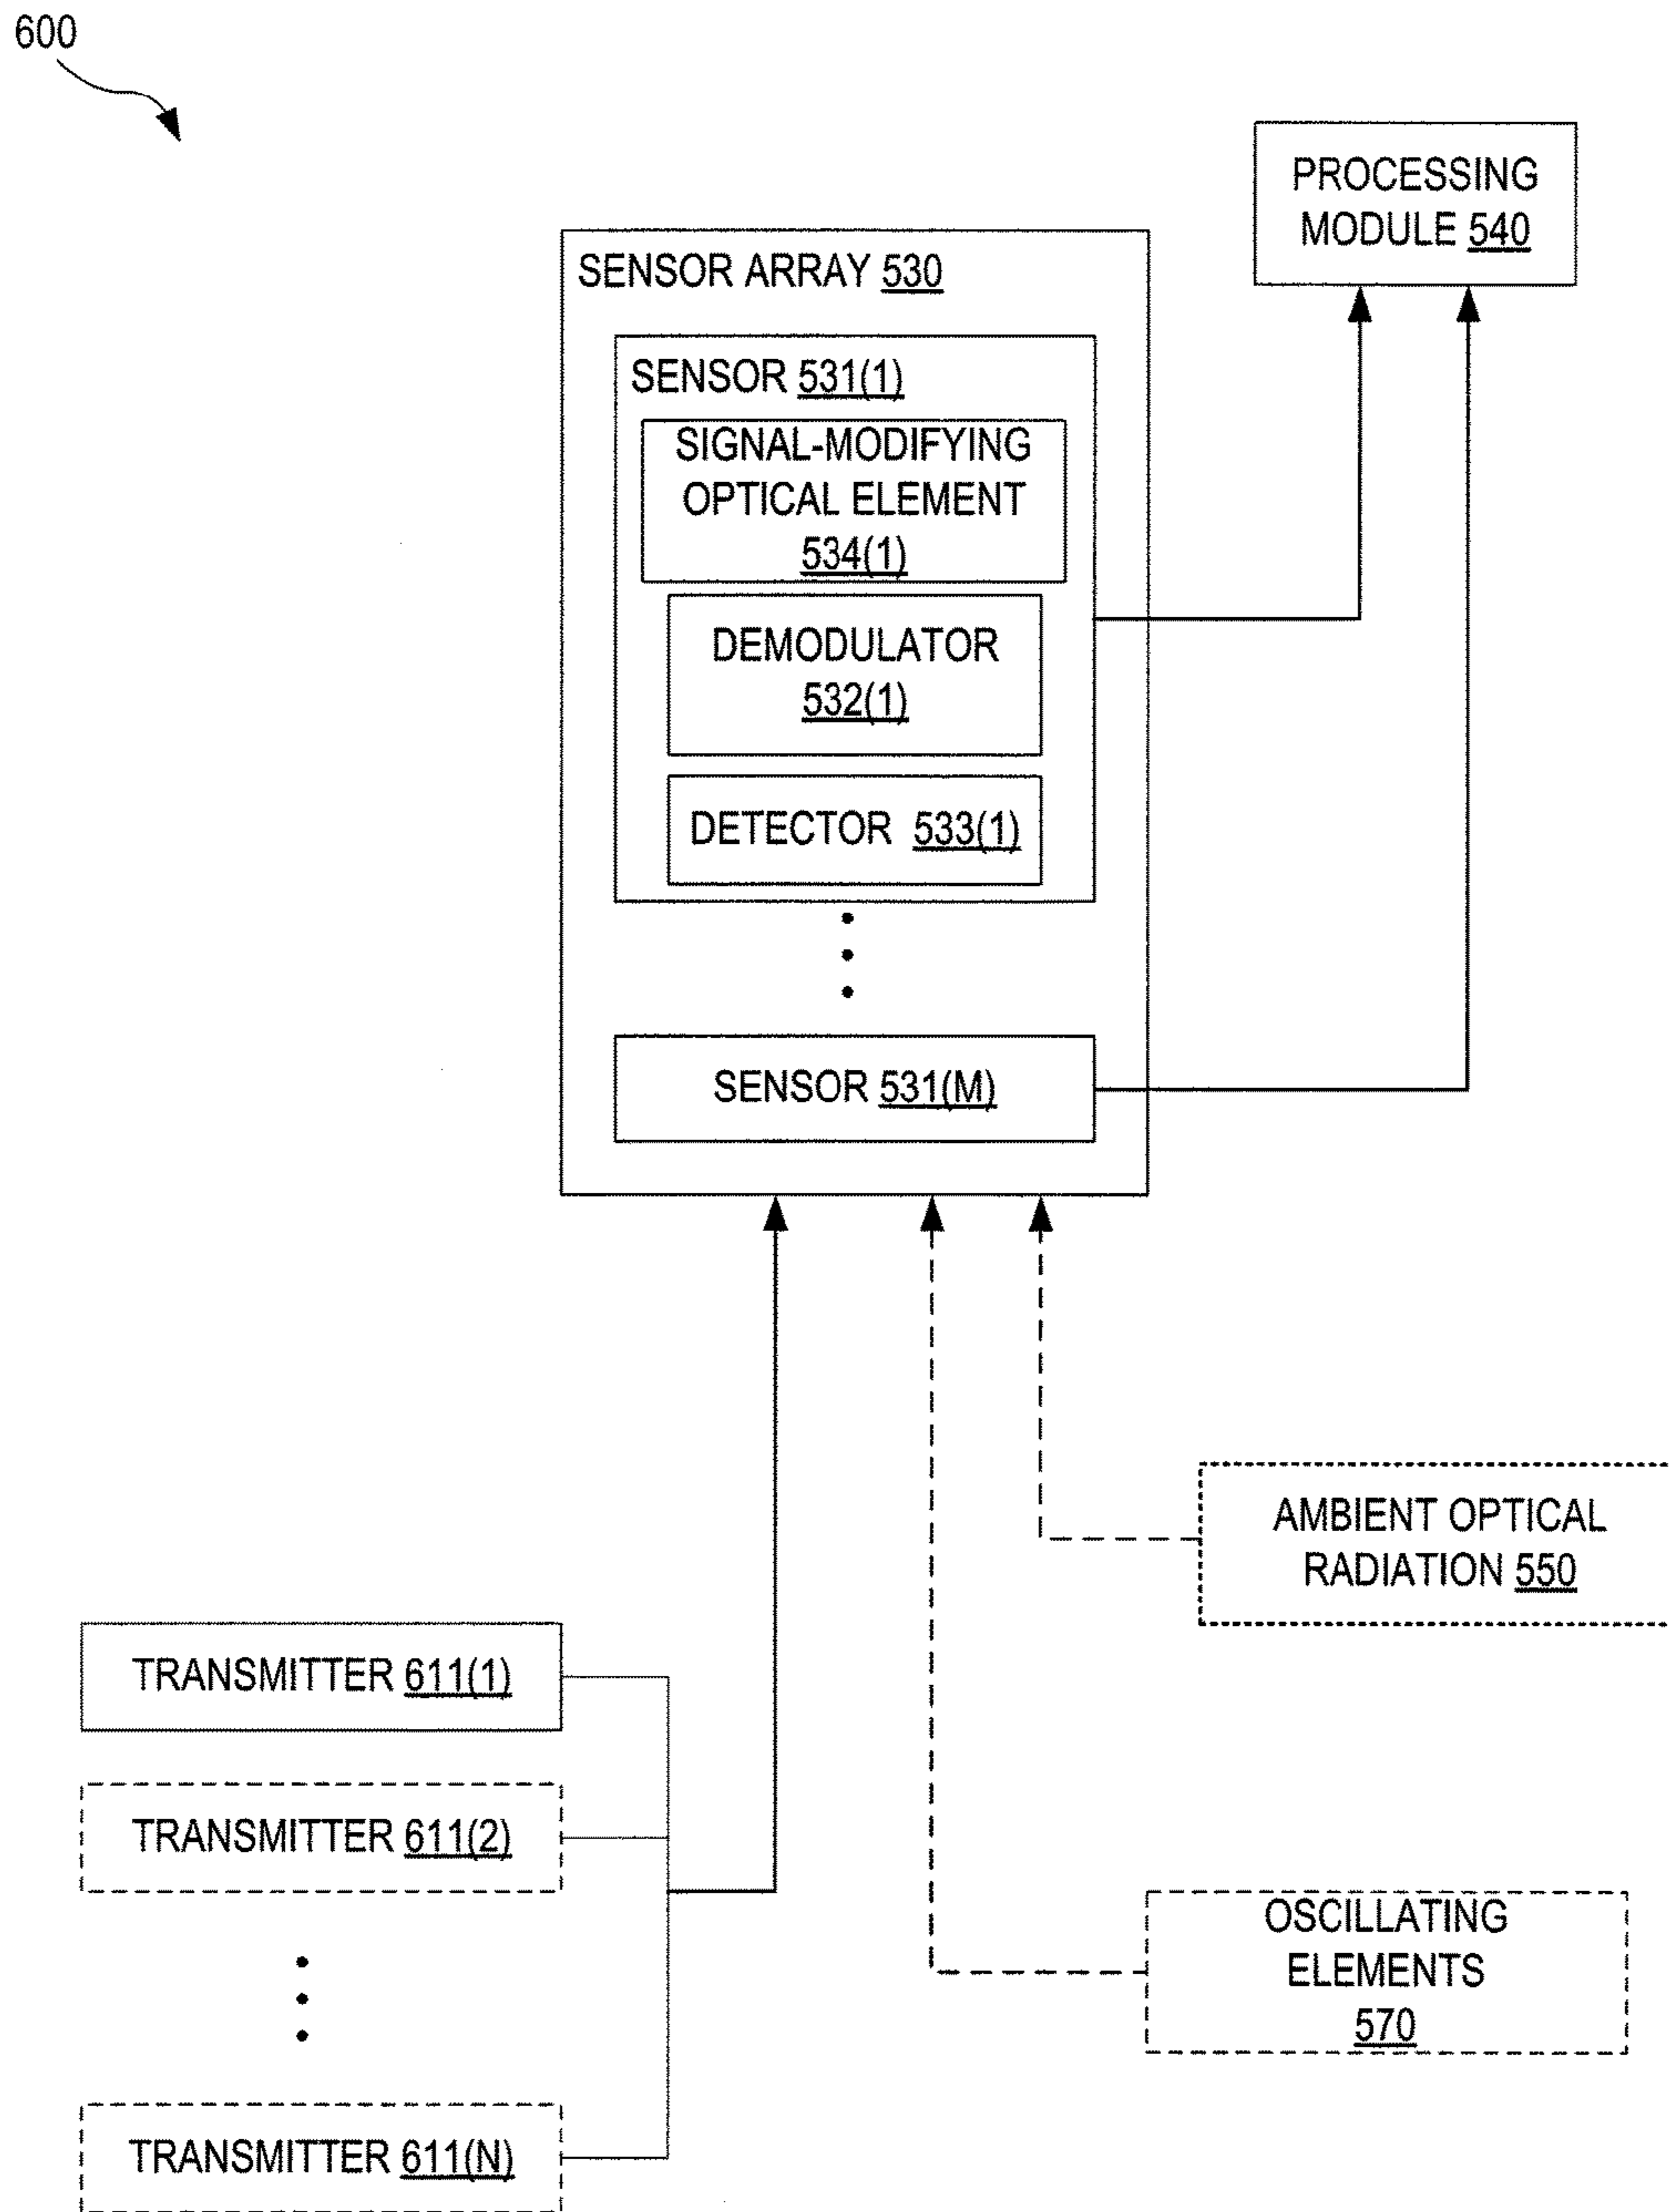 600
PROCESSING
MODULE 540
SENSOR ARRAY 530
SENSOR 531(1)
SIGNAL-MODIFYING
OPTICAL ELEMENT
534(1)
DEMODULATOR
532(1)
DETECTOR 533(1)
SENSOR 531(M)
AMBIENT OPTICAL
RADIATION 550
TRANSMITTER 611(1)
TRANSMITTER 611(2)
OSCILLATING
ELEMENTS
570
TRANSMITTER 611(N)